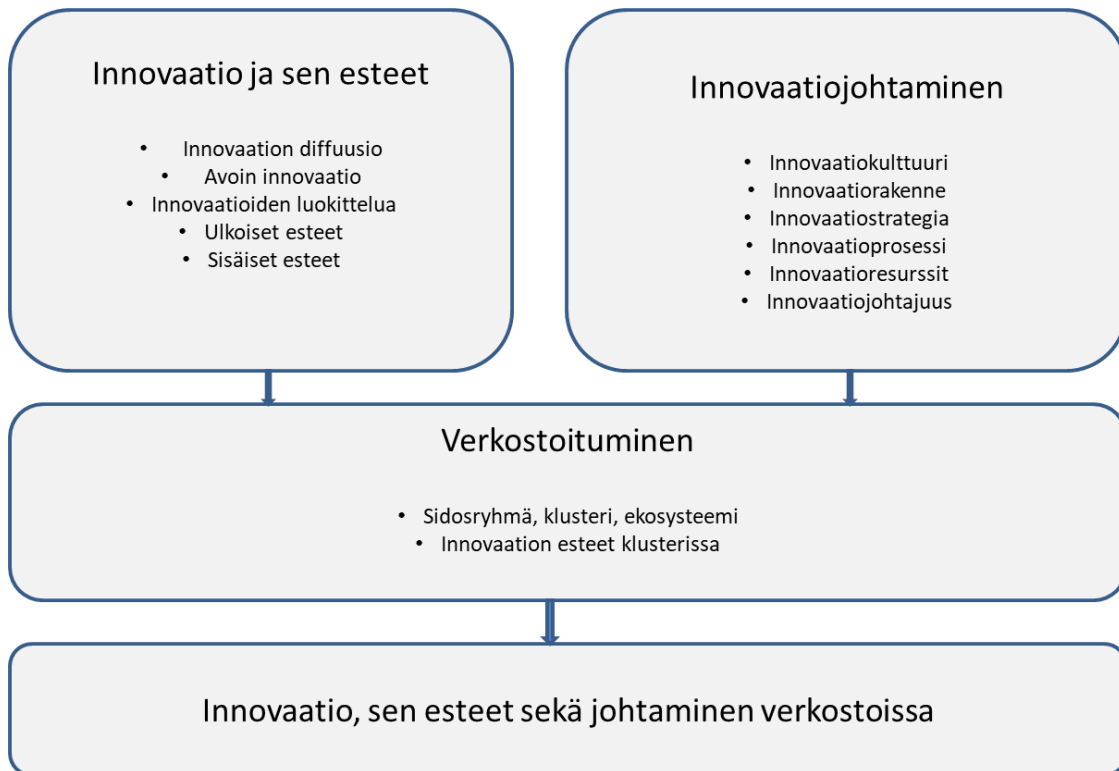 Innovaatio ja sen esteet
• Innovaation diffuusio
• Avoin innovaatio
• Innovaatioiden luokittelua
• Ulkoiset esteet
• Sisäiset esteet
Innovaatiojohtaminen
• Innovaatiokulttuuri
• Innovaatiorakenne
• Innovaatiostrategia
• Innovaatioprosessi
• Innovaatioresurssit
• Innovaatiojohtajuus
Verkostoituminen
• Sidosryhmä, klusteri, ekosysteemi
• Innovaation esteet klusterissa
Innovaatio, sen esteet sekä johtaminen verkostoissa